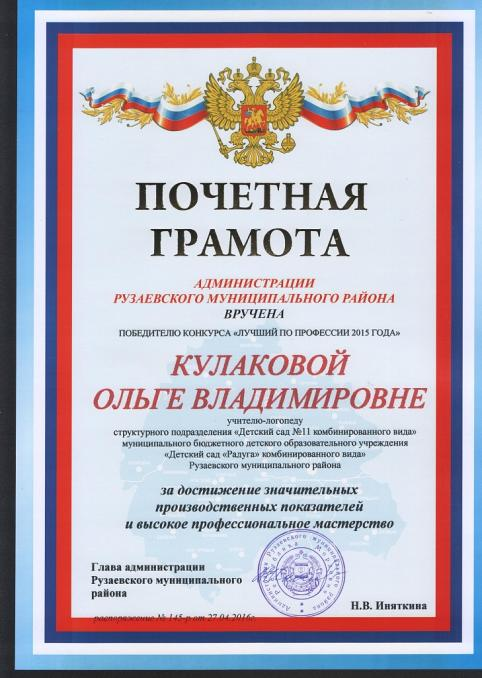 ПОЧЕТНАЯ
ГРАМОТА
АДМИНИСТРАЦИИ
РУЗАЕВСКОГО МУНИЦИПАЛЬНОГО РАЙОНА
ВРУЧЕНА
ПОБЕДИТЕЛЮ КОНКУРСА «ЛУЧШИЙ ПО ПРОФЕССИИ 2015 ГОДА»
КУЛАКОВОЙ
ОЛЬГЕ ВЛАДИМИРОВНЕ
учителю-логопеду
структурного подразделения «Детский сад №11 комбинированного вида»
муниципального бюджетного детского образовательного учреждения
«Детский сад «Радуга» комбинированного вида»
Рузаевского муниципального района
за достижение значительных
производственных показателей
и высокое профессиональное мастерство
Глава администрации
Рузаевского муниципального
района
Н.В. Иняткина
распоряжение № 145-р от 27.04.2016г.